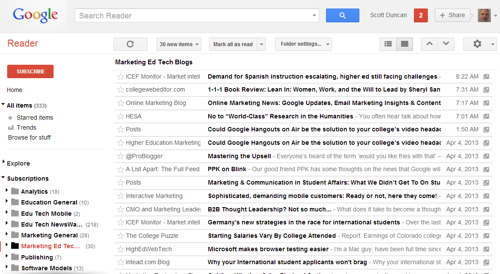 Google
Search Reader
Scott Duncan
2
+ Share
Reader
30 new items
Mark all as read
Folder settings...
SUBSCRIBE
All items (333)
Starred items
Trends
Browse for stuff
Explore
Subscriptions
Analytics (18)
Education General (10)
Edu Tech Mobile (2)
Edu Tech NewsWa... (218)
Marketing General (28)
Marketing Ed Tec... (30)
Publishing (7)
Software Models (13)
Marketing Ed Tech Blogs
ICEF Monitor - Market intelli Demand for Spanish instruction escalating, higher ed still facing challenges - 8:22 AM
collegewebeditor.com 1-1-1 Book Review: Lean In: Women, Work, and the Will to Lead by Sheryl San 7:31 AM
Online Marketing Blog Online Marketing News: Google Updates, Email Marketing Insights & Content 7:17 AM
HESA No to "World-Class" Research in the Humanities - You often hear talk about how 7:01 AM
Posts Could Google Hangouts on Air be the solution to your college's video headac 1:50 AM
Higher Education Marketing Could Google Hangouts on Air be the solution to your college's video headac Apr 4, 2013
@ProBlogger Mastering the Upsell - Everyone's heard of the term 'would you like fries with that' – Apr 4, 2013
A List Apart: The Full Feed PPK on Blink - Our good friend PPK has some thoughts on the news that Google will Apr 4, 2013
Posts Marketing & Communication in Student Affairs: What We Didn't Get To On Stu Apr 4, 2013
Interactive Marketing Sophisticated, demanding mobile customers: Ready or not, here they come! - Apr 4, 2013
CMO and Marketing Leader B2B Thought Leadership? Not so much... - What does it take to become a though Apr 4, 2013
ICEF Monitor - Market intelli Germany's new strategies in the race for international students - Over the last Apr 4, 2013
The College Puzzle Starting Salaries Vary By College Attended - Report: Earnings of Colorado colleg Apr 4, 2013
HighEdWebTech Microsoft makes browser testing easier - I'm a Mac guy, have been full time since Apr 4, 2013
intead.com Blog Why your International student applicants won't brag - What your international st Apr 4, 2013